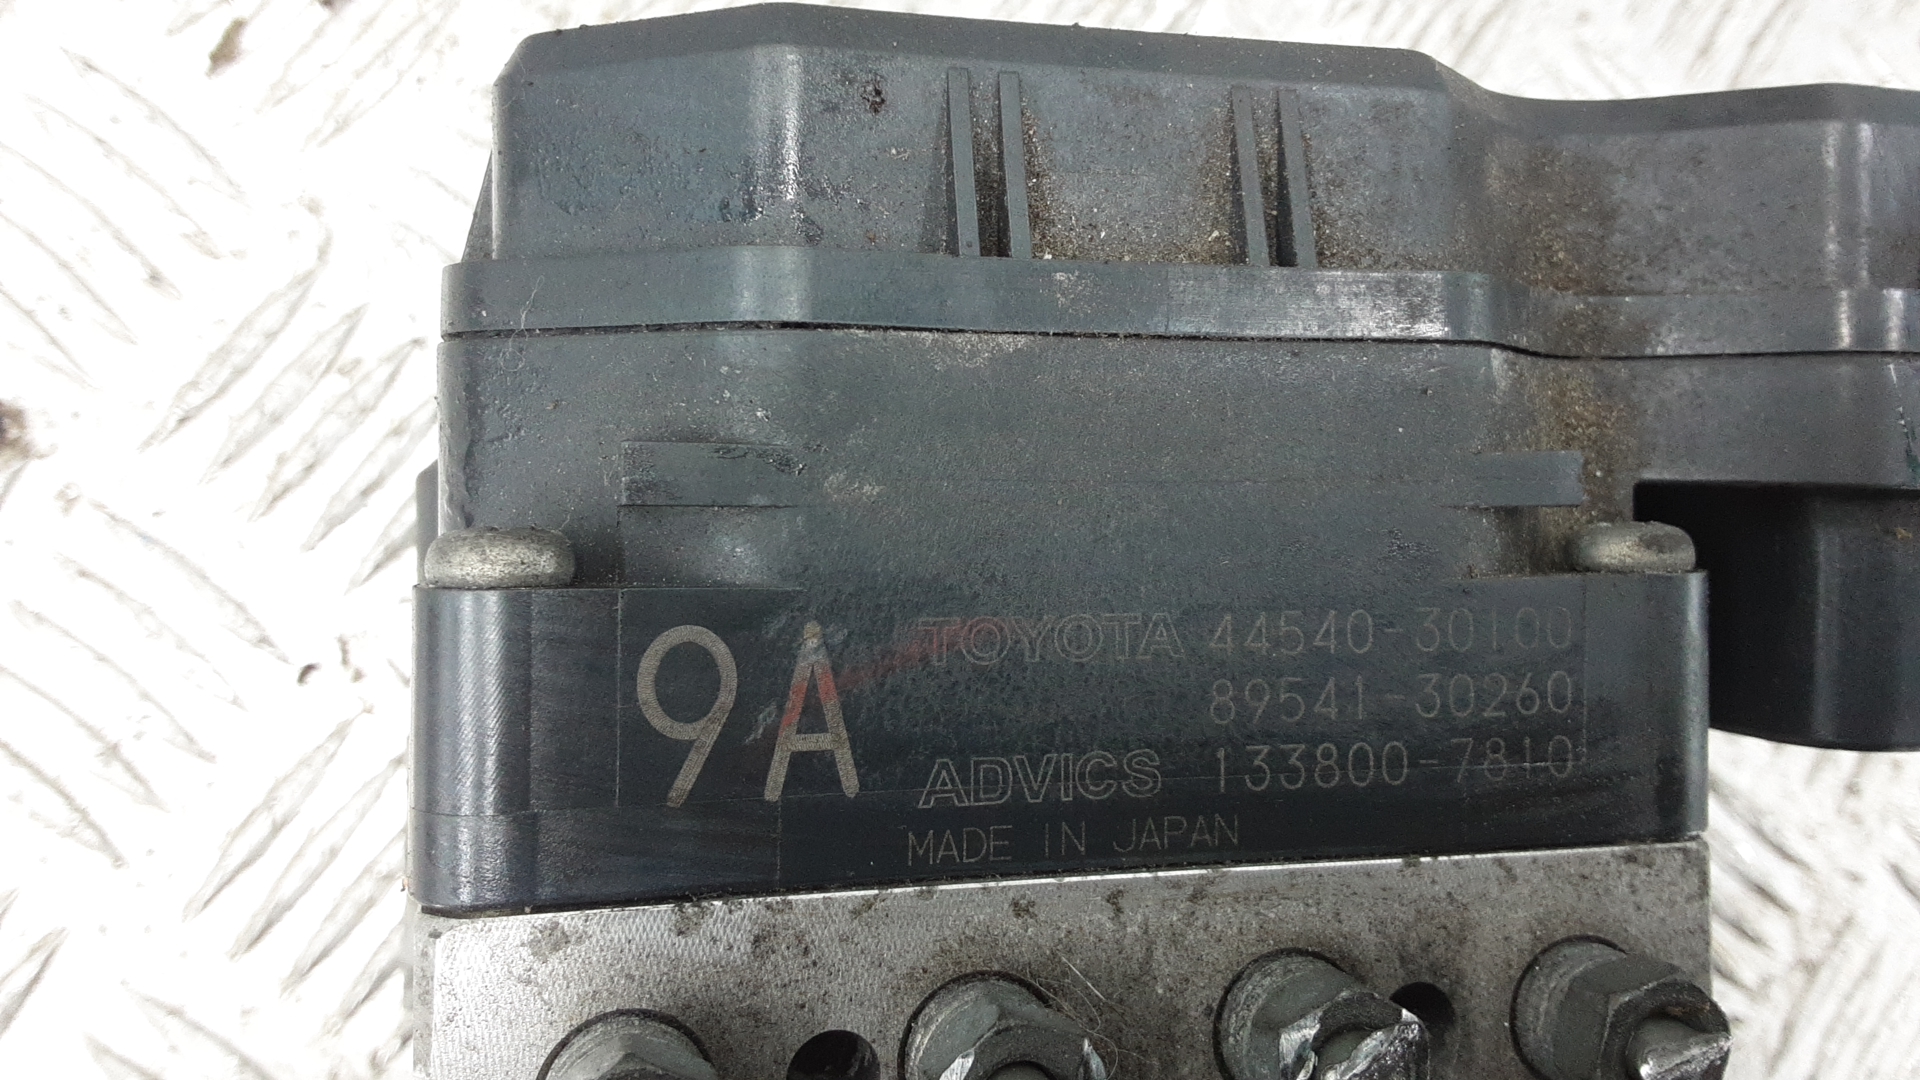 9A TOYOTA 44540-30100
89541-30260
ADVICS 133800-7810
MADE IN JAPAN